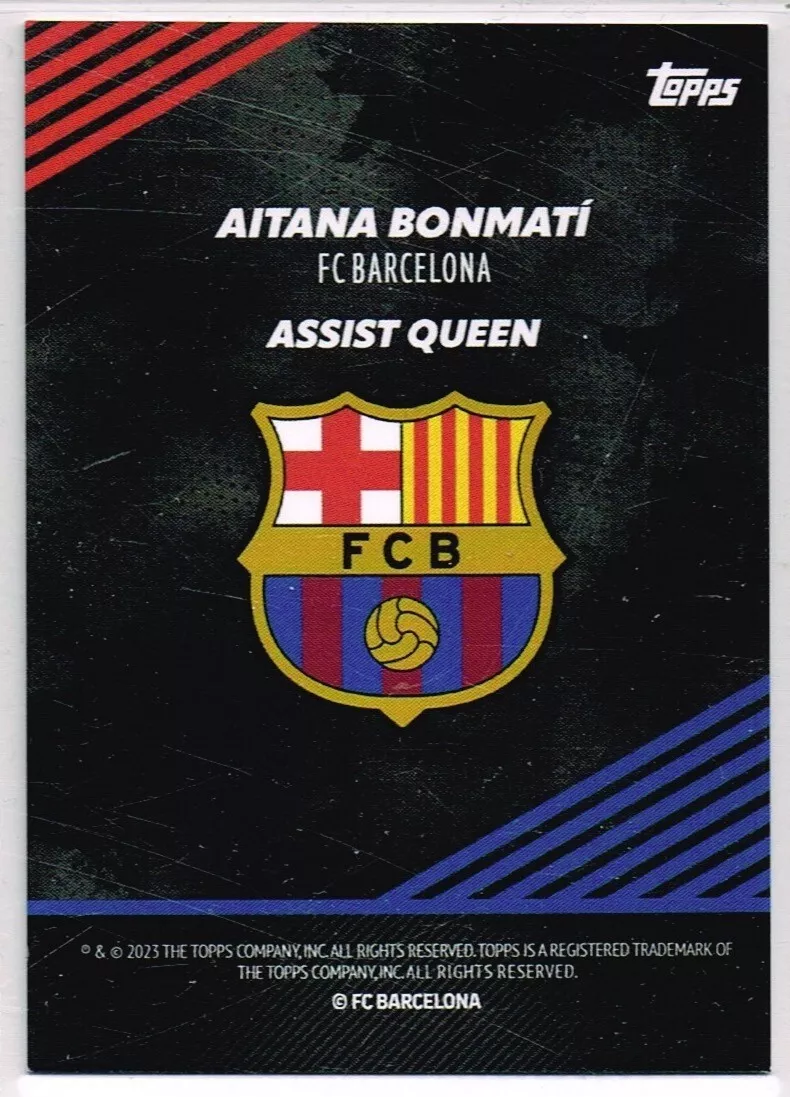 Topps
AITANA BONMATÍ
FC BARCELONA
ASSIST QUEEN
FCB
® & © 2023 THE TOPPS COMPANY, INC. ALL RIGHTS RESERVED. TOPPS IS A REGISTERED TRADEMARK OF
THE TOPPS COMPANY, INC. ALL RIGHTS RESERVED.
© FC BARCELONA